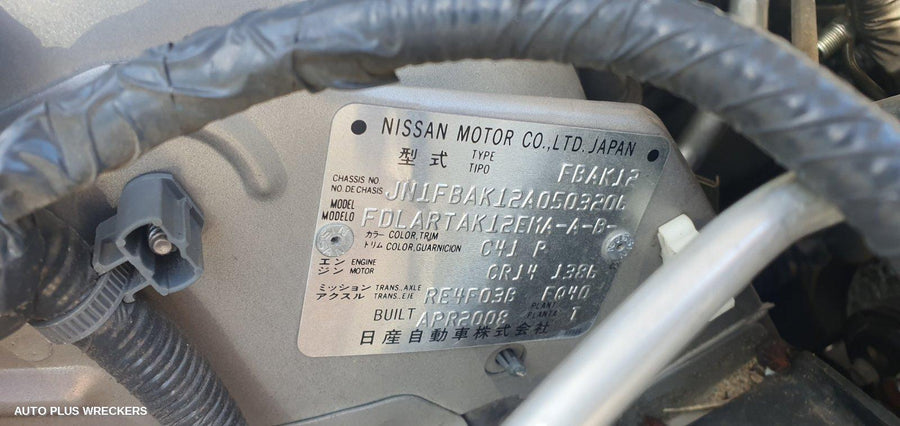 NISSAN MOTOR CO.,LTD. JAPAN
型式 TYPE TIPO FBAK12
CHASSIS NO NO DE CHASIS JN1FBAK12A0503206
MODEL MODELO FDLARTAK12EMA-A-B-
カラー COLOR,TRIM
トリム COLOR,GUARNICION C41 P
エンジン ENGINE MOTOR CR14 1386
ミッション TRANS.AXLE
アクスル TRANS.EJE RE4F03B FQ40
BUILT APR2008 PLANT PLANTA T
日産自動車株式会社
AUTO PLUS WRECKERS